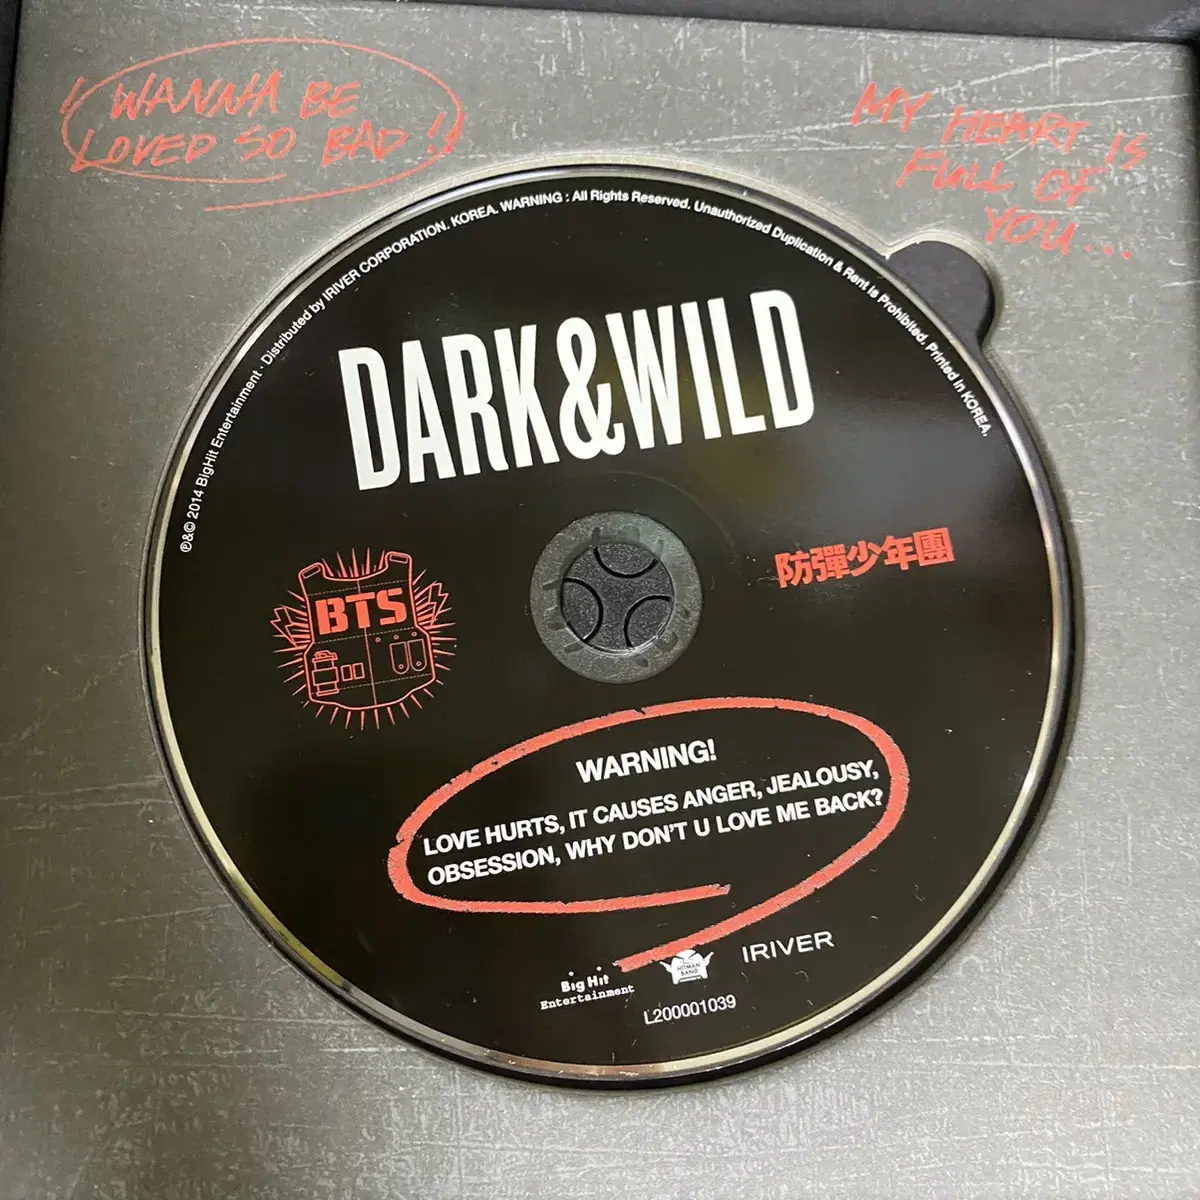 I WANNA BE
LOVED SO BAD!
MY HEART IS
FULL OF
YOU...
℗&© 2014 BigHit Entertainment · Distributed by IRIVER CORPORATION. KOREA. WARNING : All Rights Reserved. Unauthorized Duplication & Rent is Prohibited. Printed in KOREA.
DARK&WILD
防彈少年團
BTS
WARNING!
LOVE HURTS, IT CAUSES ANGER, JEALOUSY,
OBSESSION, WHY DON'T U LOVE ME BACK?
Big Hit
Entertainment
HITMAN
BANG
IRIVER
L200001039